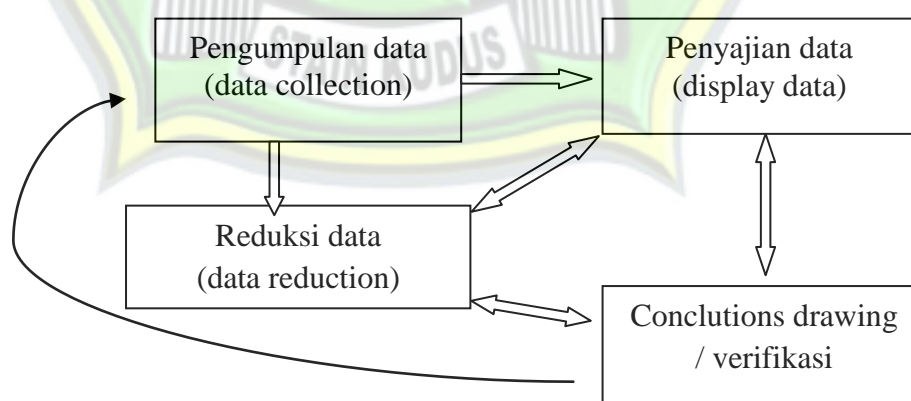 Pengumpulan data
(data collection)
Penyajian data
(display data)
Reduksi data
(data reduction)
Conclutions drawing
/ verifikasi